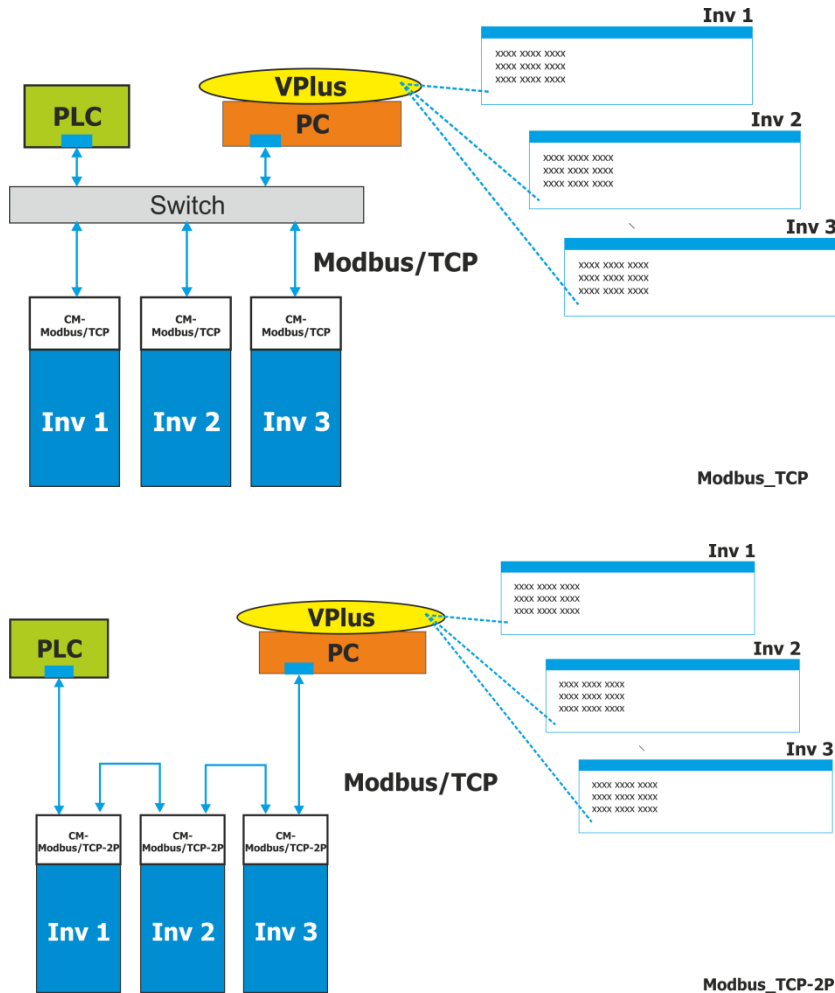 Inv 1
xxxx xxxx xxxx
xxxx xxxx xxxx
xxxx xxxx xxxx
VPlus
PLC
PC
Inv 2
xxxx xxxx xxxx
xxxx xxxx xxxx
xxxx xxxx xxxx
Switch
Inv 3
xxxx xxxx xxxx
xxxx xxxx xxxx
xxxx xxxx xxxx
Modbus/TCP
CM-
Modbus/TCP
CM-
Modbus/TCP
CM-
Modbus/TCP
Inv 1
Inv 2
Inv 3
Modbus_TCP
Inv 1
xxxx xxxx xxxx
xxxx xxxx xxxx
xxxx xxxx xxxx
VPlus
PLC
PC
Inv 2
xxxx xxxx xxxx
xxxx xxxx xxxx
xxxx xxxx xxxx
Inv 3
xxxx xxxx xxxx
xxxx xxxx xxxx
xxxx xxxx xxxx
Modbus/TCP
CM-
Modbus/TCP-2P
CM-
Modbus/TCP-2P
CM-
Modbus/TCP-2P
Inv 1
Inv 2
Inv 3
Modbus_TCP-2P